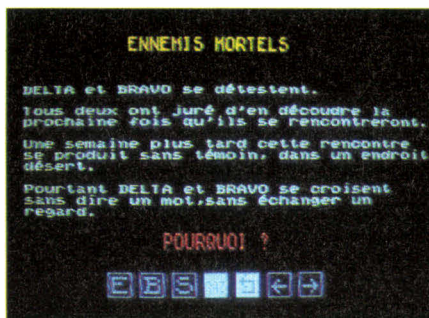 ENNEMIS MORTELS
DELTA et BRAVO se détestent.
Tous deux ont juré d'en découdre la
prochaine fois qu'ils se rencontreront.
Une semaine plus tard cette rencontre
se produit sans témoin, dans un endroit
désert.
Pourtant DELTA et BRAVO se croisent
sans dire un mot,sans échanger un
regard.
POURQUOI ?
E B S ← →